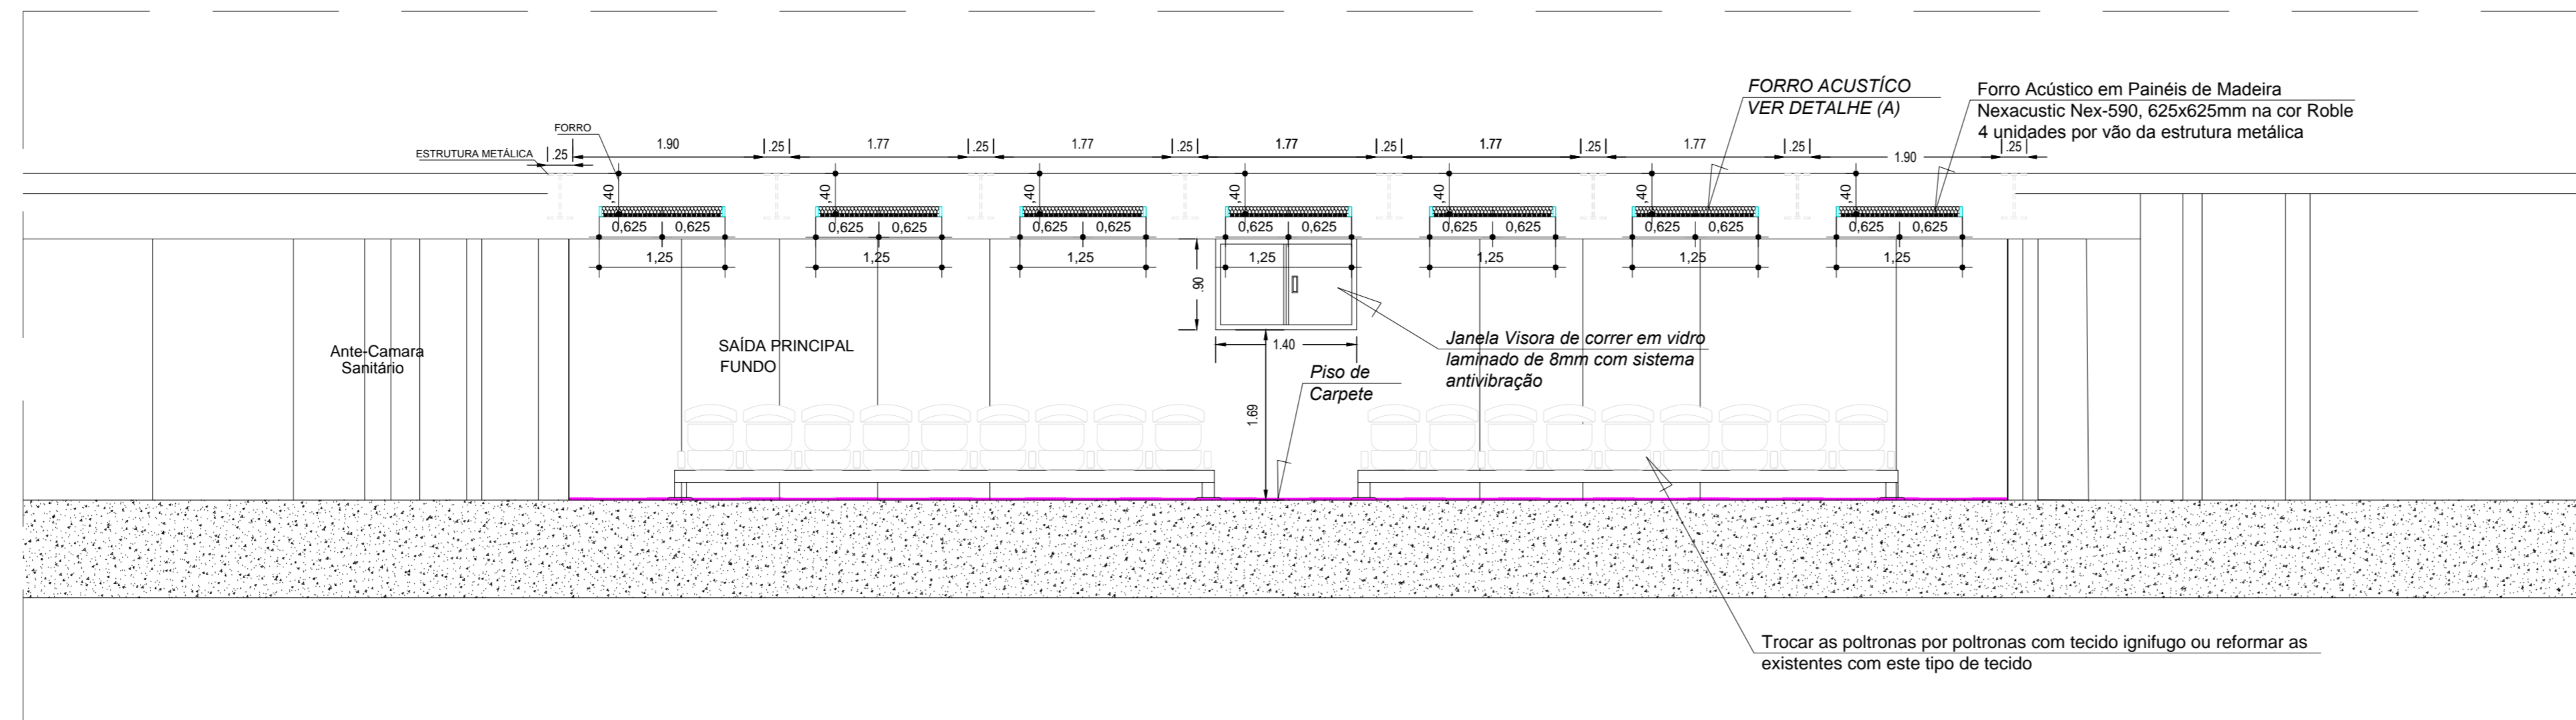 FORRO ACUSTÍCO
VER DETALHE (A)
Forro Acústico em Painéis de Madeira
Nexacustic Nex-590, 625x625mm na cor Roble
4 unidades por vão da estrutura metálica
FORRO
ESTRUTURA METÁLICA
.25 1.90 .25 1.77 .25 1.77 .25 1.77 .25 1.77 .25 1.77 .25 1.90 .25
,40 ,40 ,40 ,40 ,40 ,40 ,40
0,625 0,625 0,625 0,625 0,625 0,625 0,625 0,625 0,625 0,625 0,625 0,625 0,625 0,625
1,25 1,25 1,25 1,25 1,25 1,25 1,25
.90
1.40
1.69
Ante-Camara
Sanitário
SAÍDA PRINCIPAL
FUNDO
Janela Visora de correr em vidro
laminado de 8mm com sistema
antivibração
Piso de
Carpete
Trocar as poltronas por poltronas com tecido ignifugo ou reformar as
existentes com este tipo de tecido